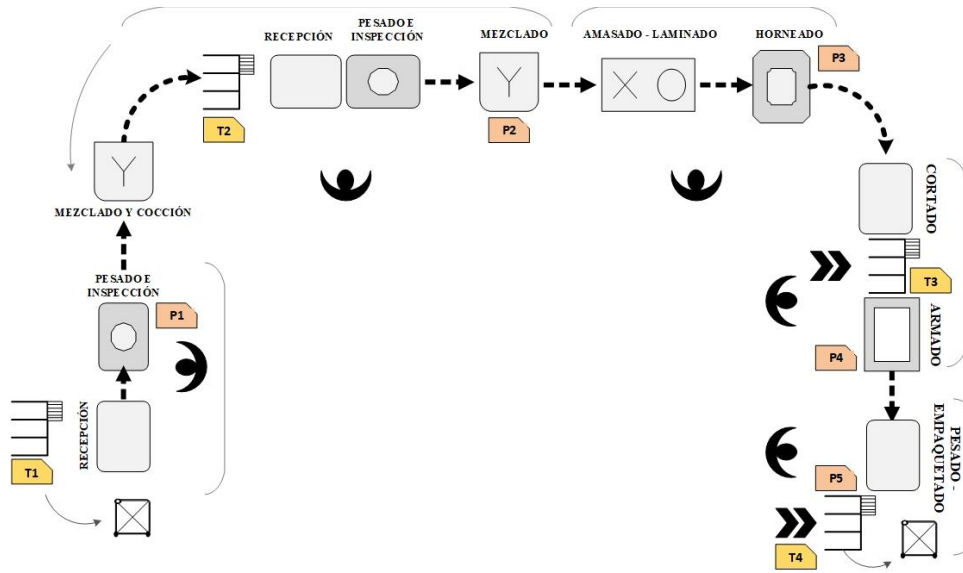 RECEPCIÓN
PESADO E
INSPECCIÓN
MEZCLADO
AMASADO - LAMINADO
HORNEADO
P3
T2
P2
MEZCLADO Y COCCIÓN
CORTADO
T3
PESADO E
INSPECCIÓN
P1
ARMADO
P4
RECEPCIÓN
T1
PESADO -
EMPAQUETADO
P5
T4
Y
X
Y